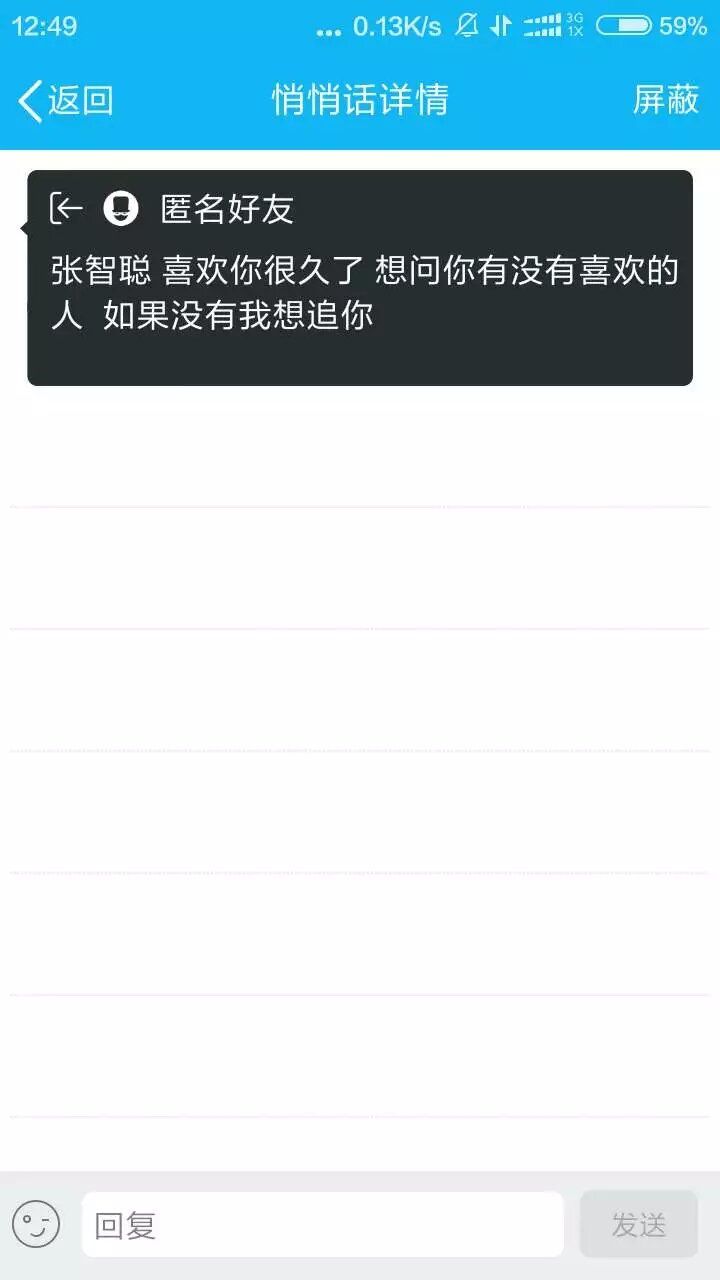 12:49 ... 0.13K/s 3G 1X 59%
返回 悄悄话详情 屏蔽
匿名好友
张智聪 喜欢你很久了 想问你有没有喜欢的
人 如果没有我想追你
回复 发送